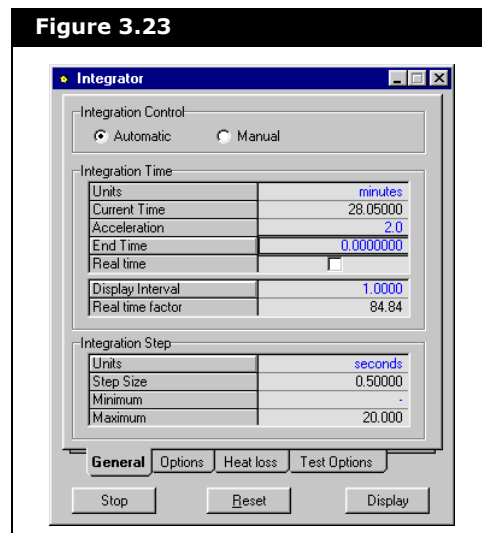 Figure 3.23
Integrator
Integration Control
Automatic Manual
Integration Time
Units minutes
Current Time 28.05000
Acceleration 2.0
End Time 0.0000000
Real time
Display Interval 1.0000
Real time factor 84.84
Integration Step
Units seconds
Step Size 0.50000
Minimum -
Maximum 20.000
General Options Heat loss Test Options
Stop Reset Display